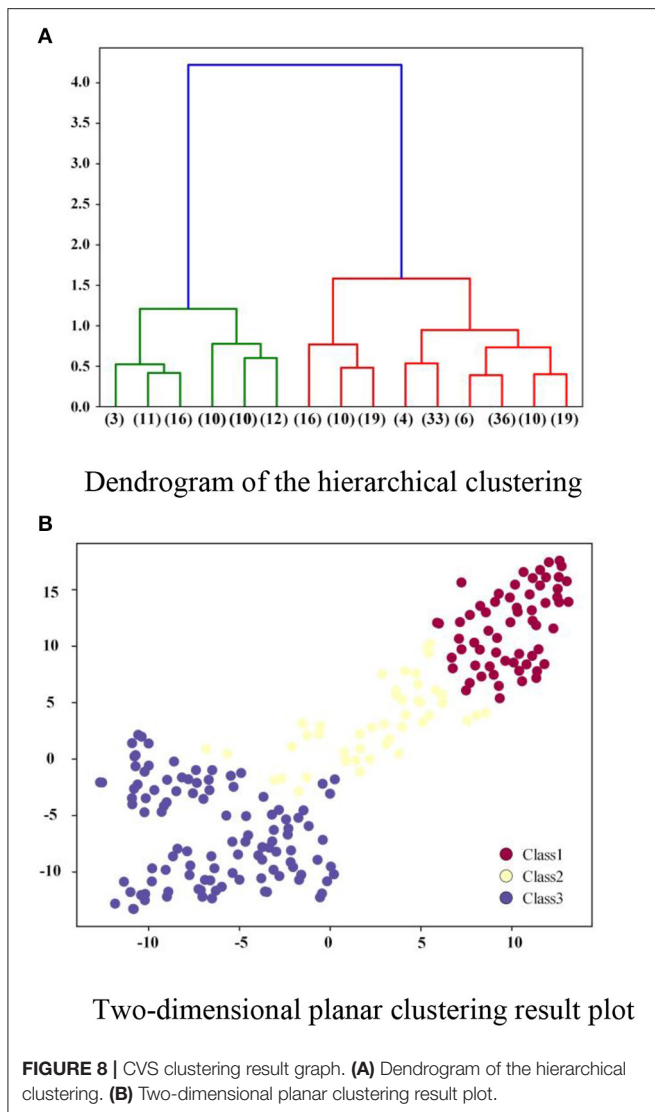 A
4.0
3.5
3.0
2.5
2.0
1.5
1.0
0.5
0.0
(3) (11) (16) (10) (10) (12) (16) (10) (19) (4) (33) (6) (36) (10) (19)
Dendrogram of the hierarchical clustering
B
15
10
5
0
-5
-10
Class1
Class2
Class3
-10 -5 0 5 10
Two-dimensional planar clustering result plot
FIGURE 8 | CVS clustering result graph. (A) Dendrogram of the hierarchical
clustering. (B) Two-dimensional planar clustering result plot.